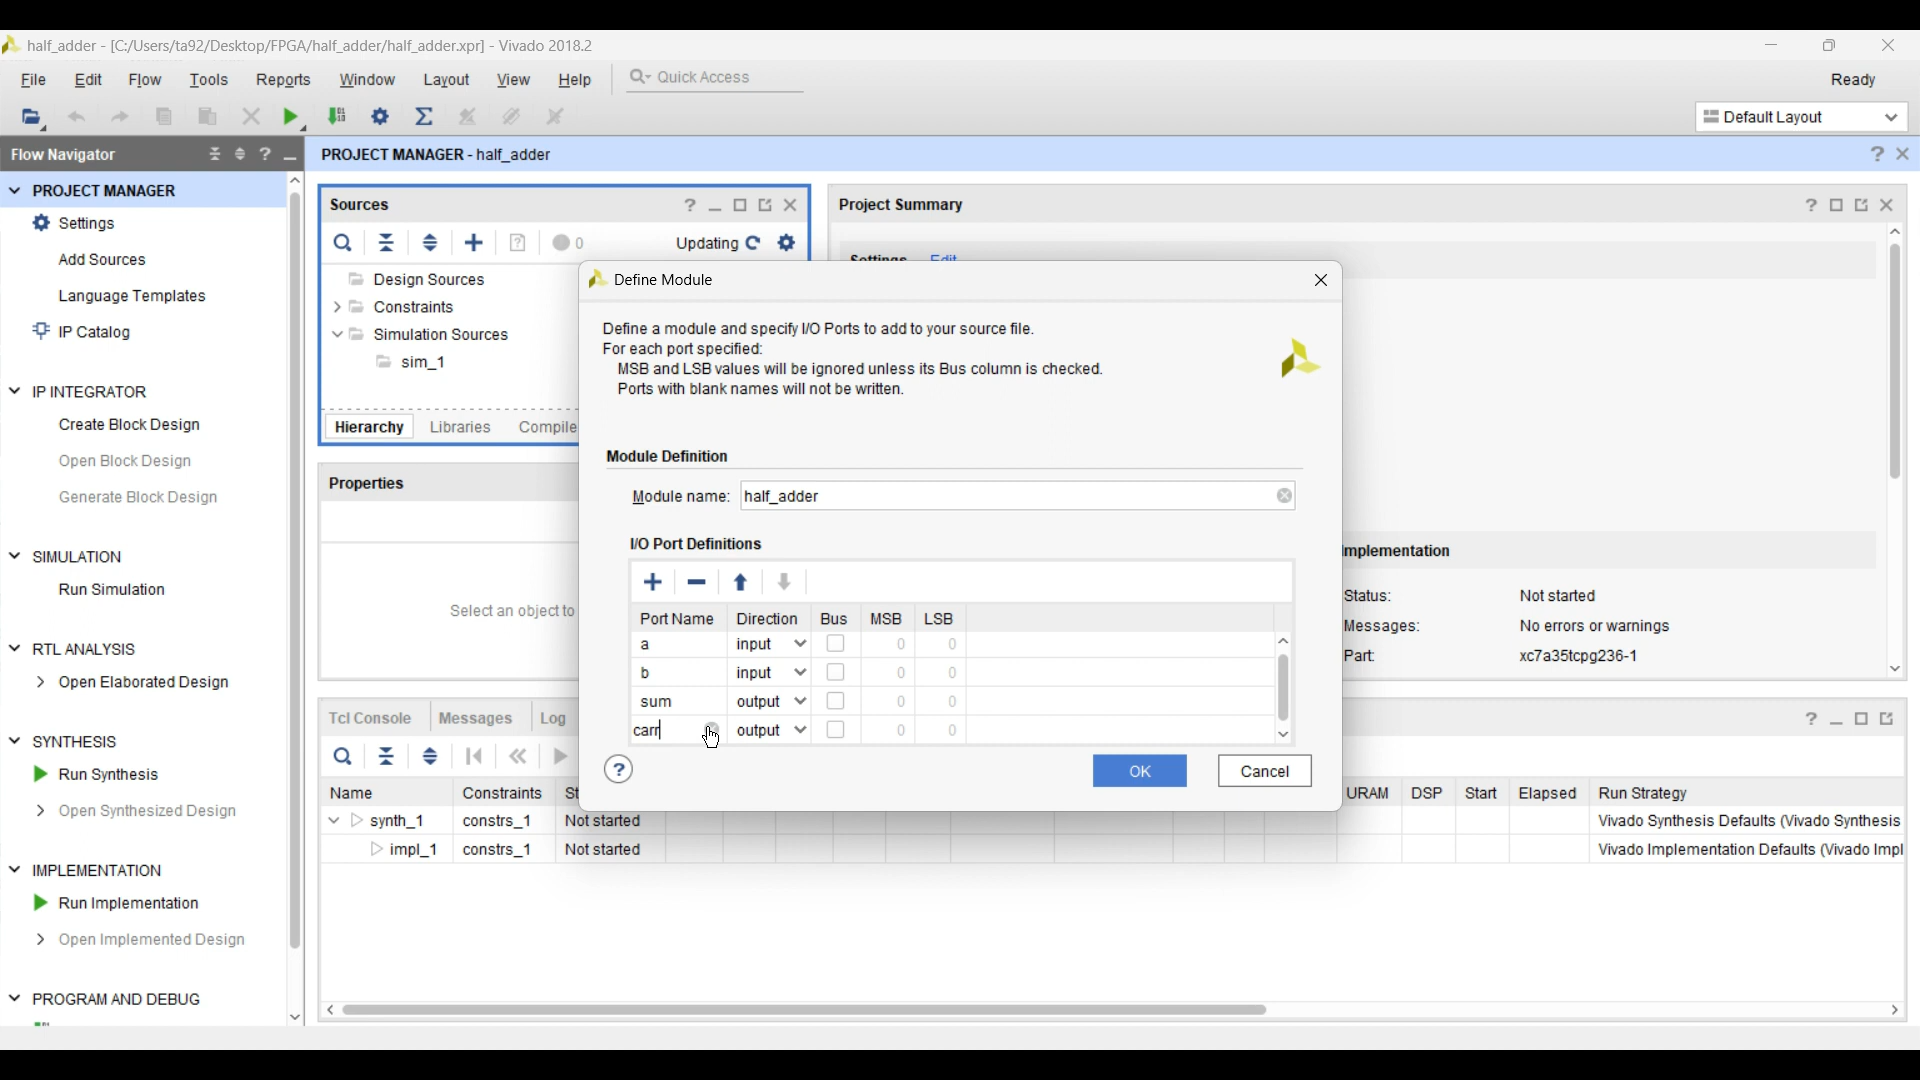 half_adder - [C:/Users/ta92/Desktop/FPGA/half_adder/half_adder.xpr] - Vivado 2018.2
File Edit Flow Tools Reports Window Layout View Help Quick Access Ready
Default Layout
Flow Navigator
PROJECT MANAGER
Settings
Add Sources
Language Templates
IP Catalog
IP INTEGRATOR
Create Block Design
Open Block Design
Generate Block Design
SIMULATION
Run Simulation
RTL ANALYSIS
Open Elaborated Design
SYNTHESIS
Run Synthesis
Open Synthesized Design
IMPLEMENTATION
Run Implementation
Open Implemented Design
PROGRAM AND DEBUG
PROJECT MANAGER - half_adder
Sources
0 Updating
Design Sources
Constraints
Simulation Sources
sim_1
Hierarchy Libraries Compile
Properties
Select an object to
Project Summary
Settings Edit
Implementation
Status: Not started
Messages: No errors or warnings
Part: xc7a35tcpg236-1
Define Module
Define a module and specify I/O Ports to add to your source file.
For each port specified:
MSB and LSB values will be ignored unless its Bus column is checked.
Ports with blank names will not be written.
Module Definition
Module name: half_adder
I/O Port Definitions
Port Name Direction Bus MSB LSB
a input 0 0
b input 0 0
sum output 0 0
carr output 0 0
? OK Cancel
Tcl Console Messages Log
Name Constraints St URAM DSP Start Elapsed Run Strategy
synth_1 constrs_1 Not started Vivado Synthesis Defaults (Vivado Synthesis
impl_1 constrs_1 Not started Vivado Implementation Defaults (Vivado Impl